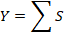 Y = ∑ S